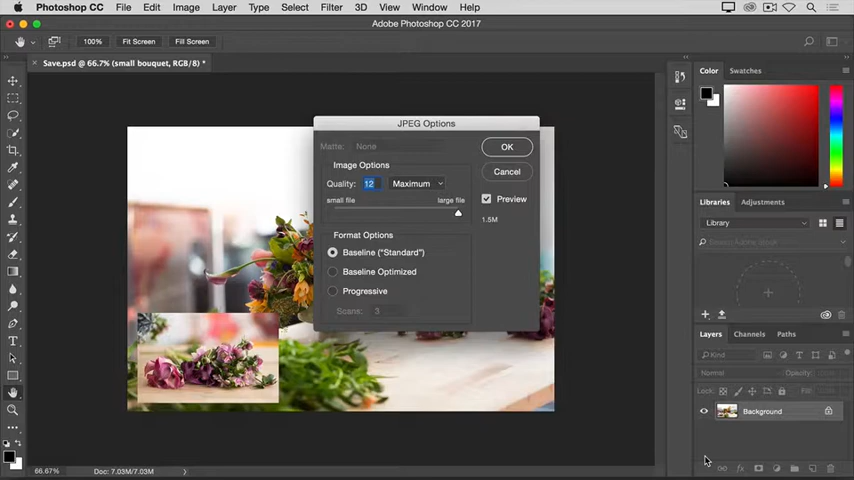 Photoshop CC File Edit Image Layer Type Select Filter 3D View Window Help
Adobe Photoshop CC 2017
100% Fit Screen Fill Screen
Save.psd @ 66.7% (small bouquet, RGB/8) *
Color Swatches
JPEG Options
Matte: None
OK
Image Options
Cancel
Quality: 12 Maximum
Preview
small file large file
1.5M
Libraries Adjustments
Library
Search Adobe Stock
Format Options
Baseline ("Standard")
Baseline Optimized
Progressive
Scans: 3
Layers Channels Paths
Kind
Normal Opacity:
Lock: Fill:
Background
fx
66.67% Doc: 7.03M/7.03M